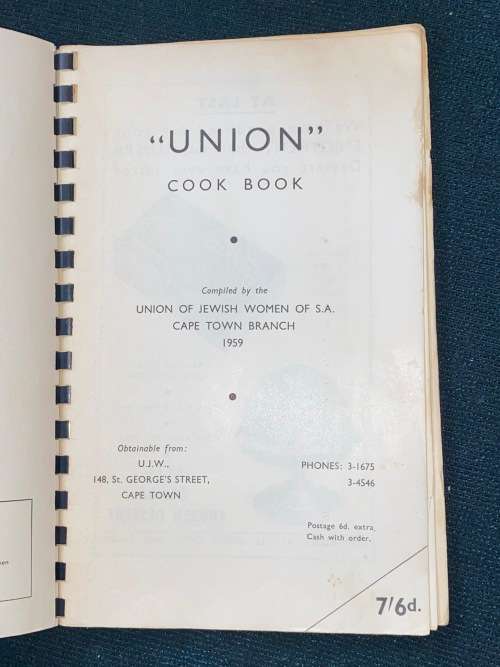 "UNION"
COOK BOOK
Compiled by the
UNION OF JEWISH WOMEN OF S.A.
CAPE TOWN BRANCH
1959
Obtainable from:
U.J.W.,
148, St. GEORGE'S STREET,
CAPE TOWN
PHONES: 3-1675
3-4546
Postage 6d. extra
Cash with order.
7/6d.